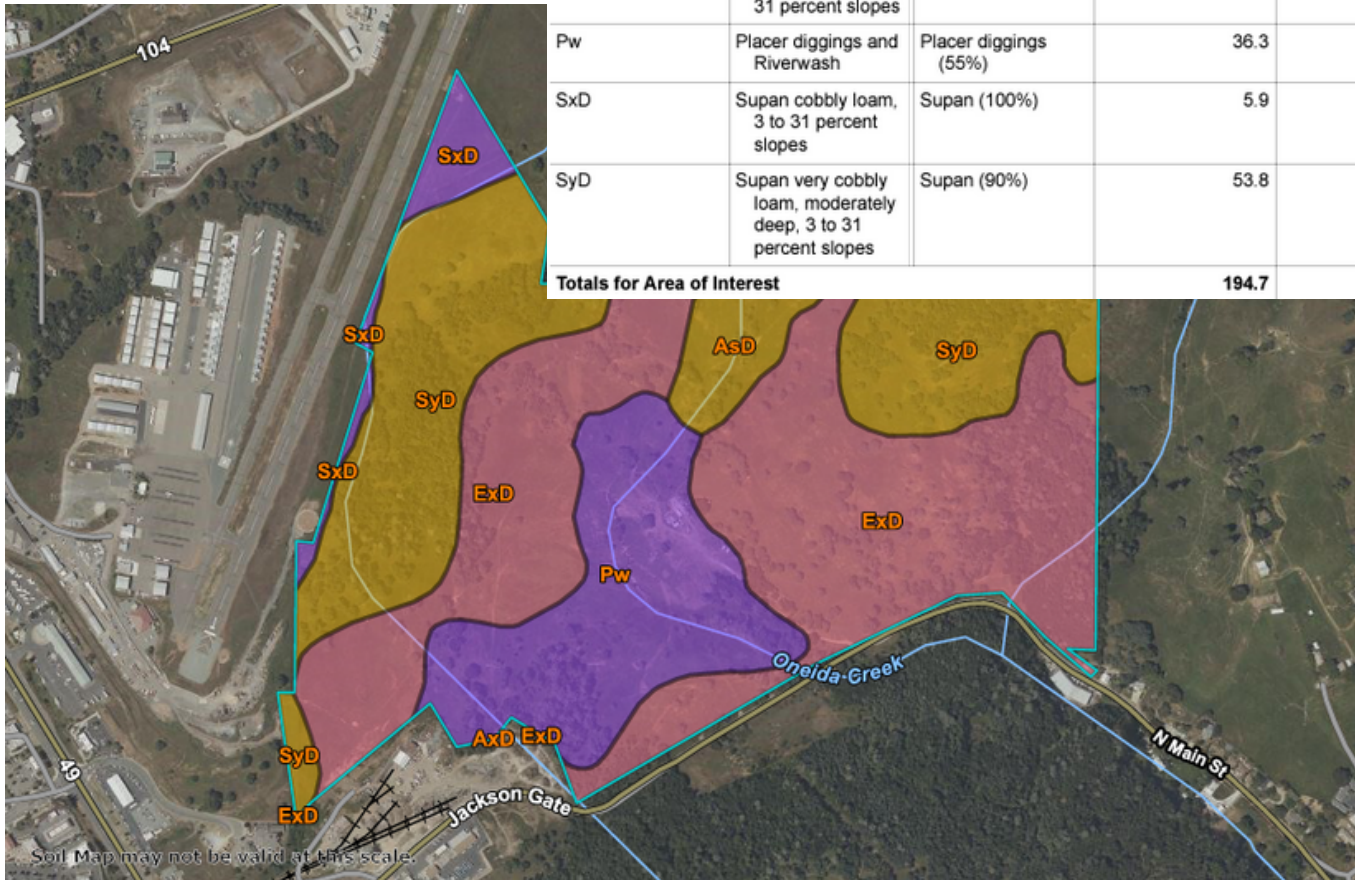 31 percent slopes
Pw Placer diggings and Riverwash Placer diggings (55%) 36.3
SxD Supan cobbly loam, 3 to 31 percent slopes Supan (100%) 5.9
SyD Supan very cobbly loam, moderately deep, 3 to 31 percent slopes Supan (90%) 53.8
Totals for Area of Interest 194.7
104
SxD
SxD
AsD
SyD
SyD
SxD
ExD
ExD
Pw
Oneida Creek
AxD ExD
N Main St
SyD
49
Jackson Gate
ExD
Soil Map may not be valid at this scale.